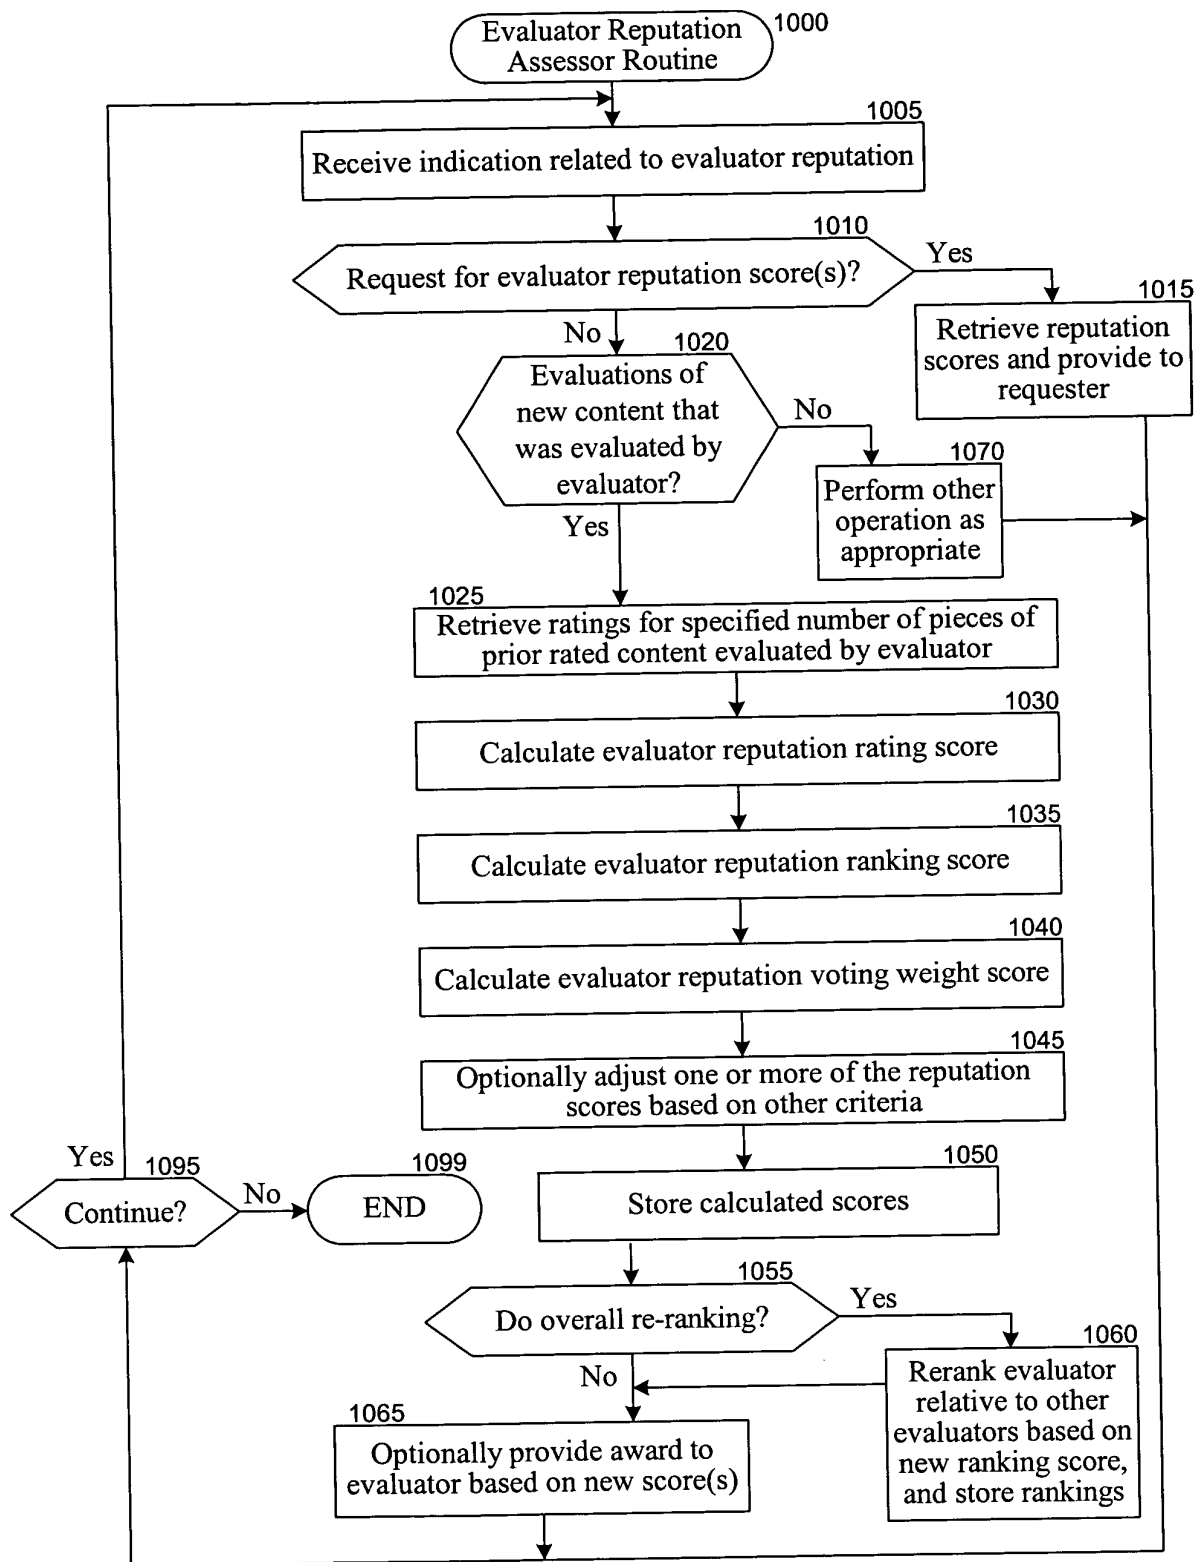 Evaluator Reputation
Assessor Routine
1000
1005
Receive indication related to evaluator reputation
1010
Request for evaluator reputation score(s)?
Yes
1015
Retrieve reputation
scores and provide to
requester
No
1020
Evaluations of
new content that
was evaluated by
evaluator?
No
1070
Perform other
operation as
appropriate
Yes
1025
Retrieve ratings for specified number of pieces of
prior rated content evaluated by evaluator
1030
Calculate evaluator reputation rating score
1035
Calculate evaluator reputation ranking score
1040
Calculate evaluator reputation voting weight score
1045
Optionally adjust one or more of the reputation
scores based on other criteria
1050
Store calculated scores
Yes
1095
Continue?
No
1099
END
1055
Do overall re-ranking?
Yes
1060
Rerank evaluator
relative to other
evaluators based on
new ranking score,
and store rankings
No
1065
Optionally provide award to
evaluator based on new score(s)